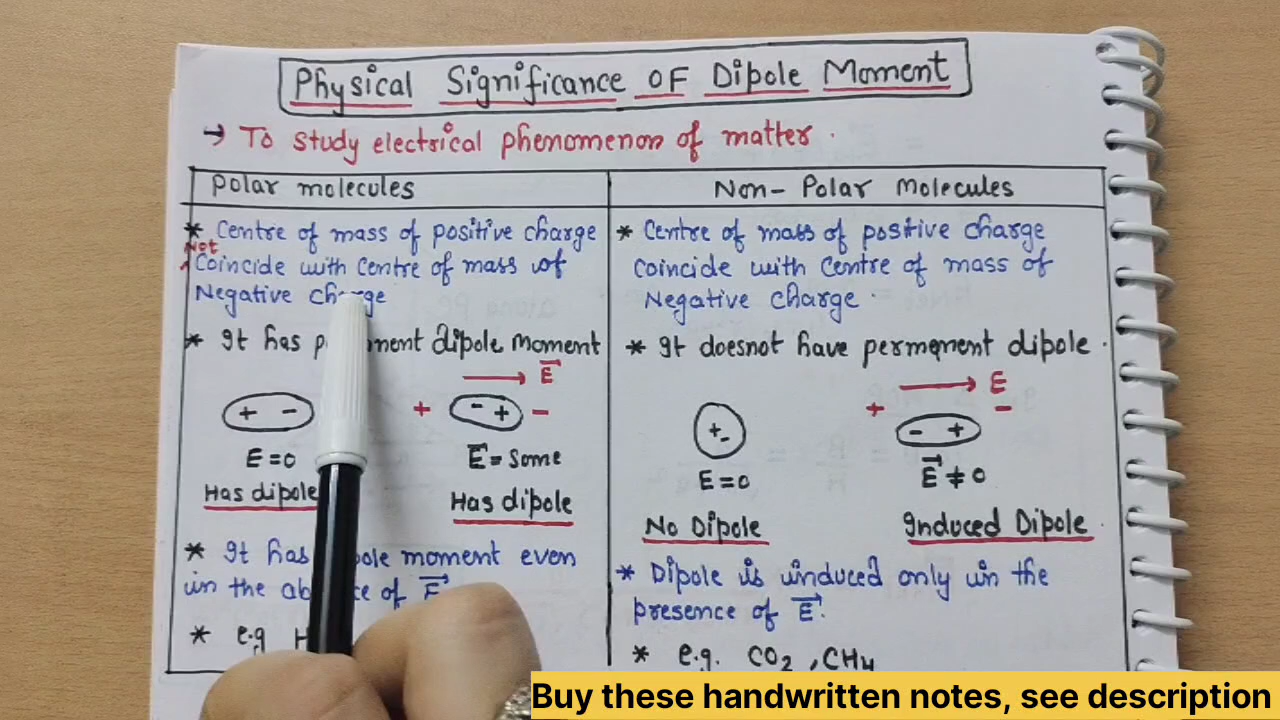 Physical Significance OF Dipole Moment
→ To study electrical phenomenon of matter.
Polar molecules
* Centre of mass of positive charge
Not
Coincide with Centre of mass of
Negative charge
* It has dipole moment
E
+ -
+ - + -
E = 0
E = Some
Has dipole
Has dipole
* It has moment even
in the of E
* e.g H
Non-Polar Molecules
* Centre of mass of positive charge
Coincide with Centre of mass of
Negative charge.
* It doesnot have permanent dipole.
E
+ -
+ - - +
E = 0
E ≠ 0
No Dipole
Induced Dipole
* Dipole is induced only in the
presence of E.
* e.g. CO2, CH4
Buy these handwritten notes, see description